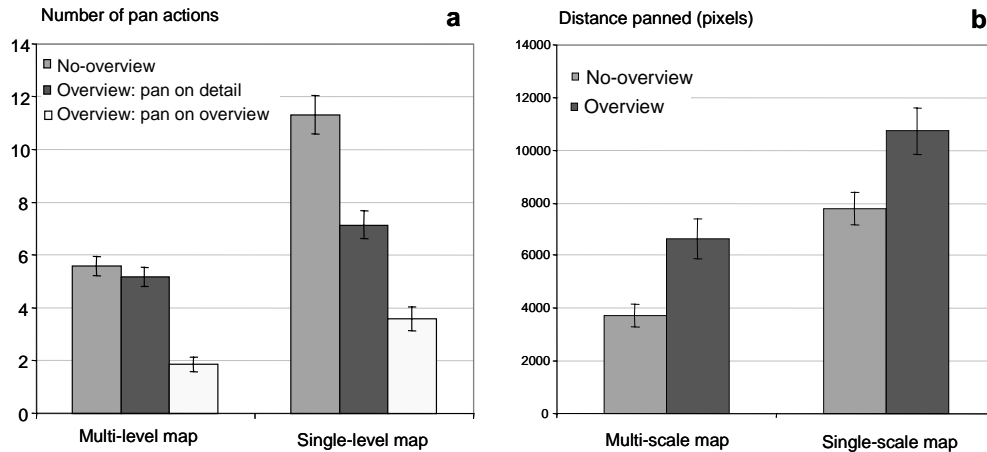 Number of pan actions
a
14
12
10
8
6
4
2
0
No-overview
Overview: pan on detail
Overview: pan on overview
Multi-level map
Single-level map
Distance panned (pixels)
b
14000
12000
10000
8000
6000
4000
2000
0
No-overview
Overview
Multi-scale map
Single-scale map